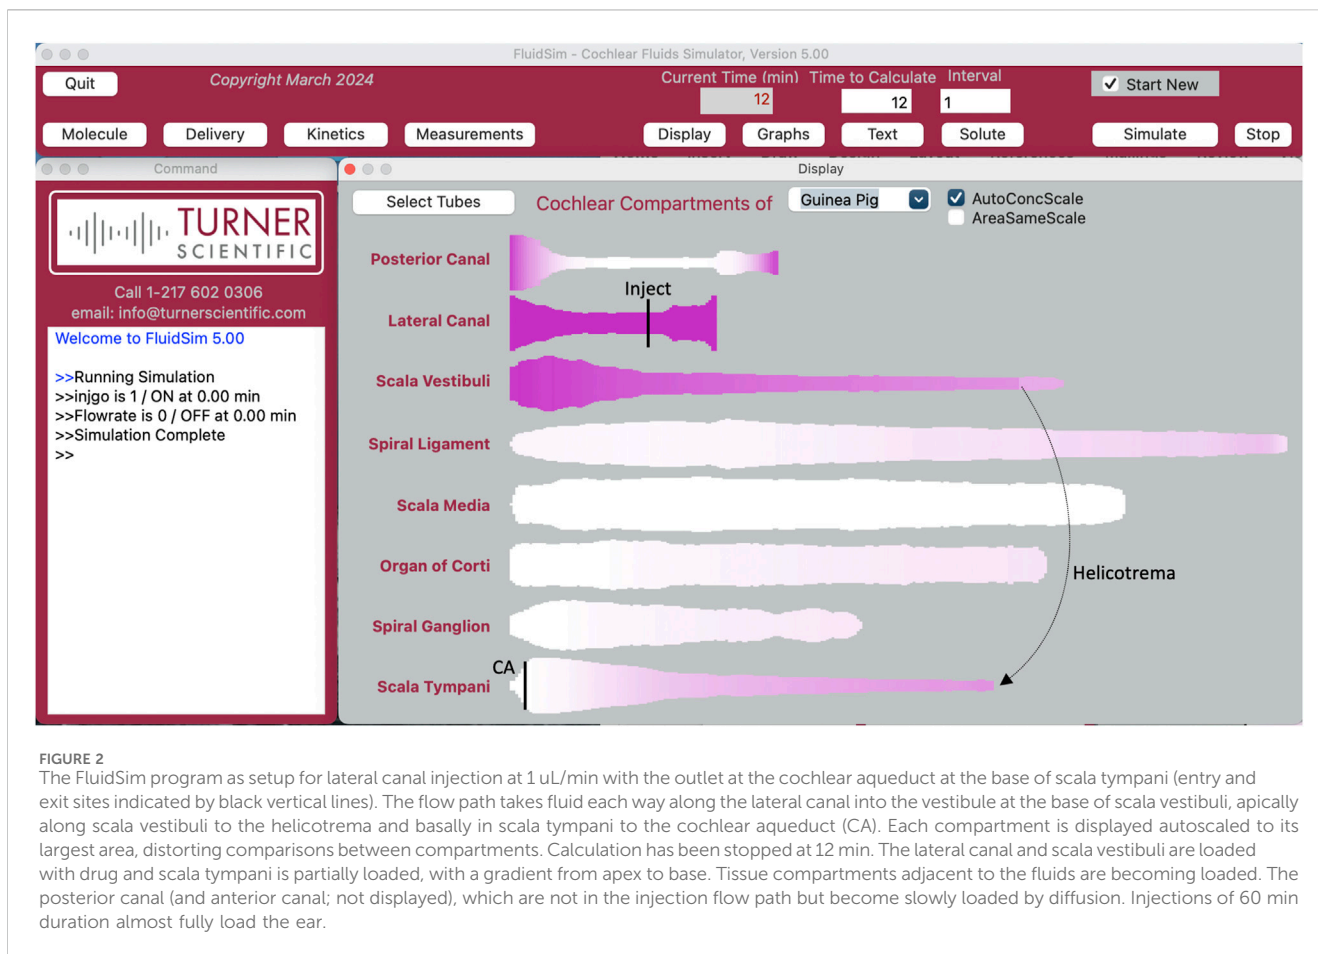 FluidSim - Cochlear Fluids Simulator, Version 5.00
Quit
Copyright March 2024
Current Time (min) Time to Calculate Interval
12 12 1
Start New
Molecule Delivery Kinetics Measurements Display Graphs Text Solute Simulate Stop
Command
TURNER
SCIENTIFIC
Call 1-217 602 0306
email: info@turnerscientific.com
Welcome to FluidSim 5.00
>>Running Simulation
>>injgo is 1 / ON at 0.00 min
>>Flowrate is 0 / OFF at 0.00 min
>>Simulation Complete
>>
Display
Select Tubes
Cochlear Compartments of
Guinea Pig
AutoConcScale
AreaSameScale
Posterior Canal
Inject
Lateral Canal
Scala Vestibuli
Spiral Ligament
Scala Media
Organ of Corti
Helicotrema
Spiral Ganglion
CA
Scala Tympani
FIGURE 2
The FluidSim program as setup for lateral canal injection at 1 uL/min with the outlet at the cochlear aqueduct at the base of scala tympani (entry and
exit sites indicated by black vertical lines). The flow path takes fluid each way along the lateral canal into the vestibule at the base of scala vestibuli, apically
along scala vestibuli to the helicotrema and basally in scala tympani to the cochlear aqueduct (CA). Each compartment is displayed autoscaled to its
largest area, distorting comparisons between compartments. Calculation has been stopped at 12 min. The lateral canal and scala vestibuli are loaded
with drug and scala tympani is partially loaded, with a gradient from apex to base. Tissue compartments adjacent to the fluids are becoming loaded. The
posterior canal (and anterior canal; not displayed), which are not in the injection flow path but become slowly loaded by diffusion. Injections of 60 min
duration almost fully load the ear.